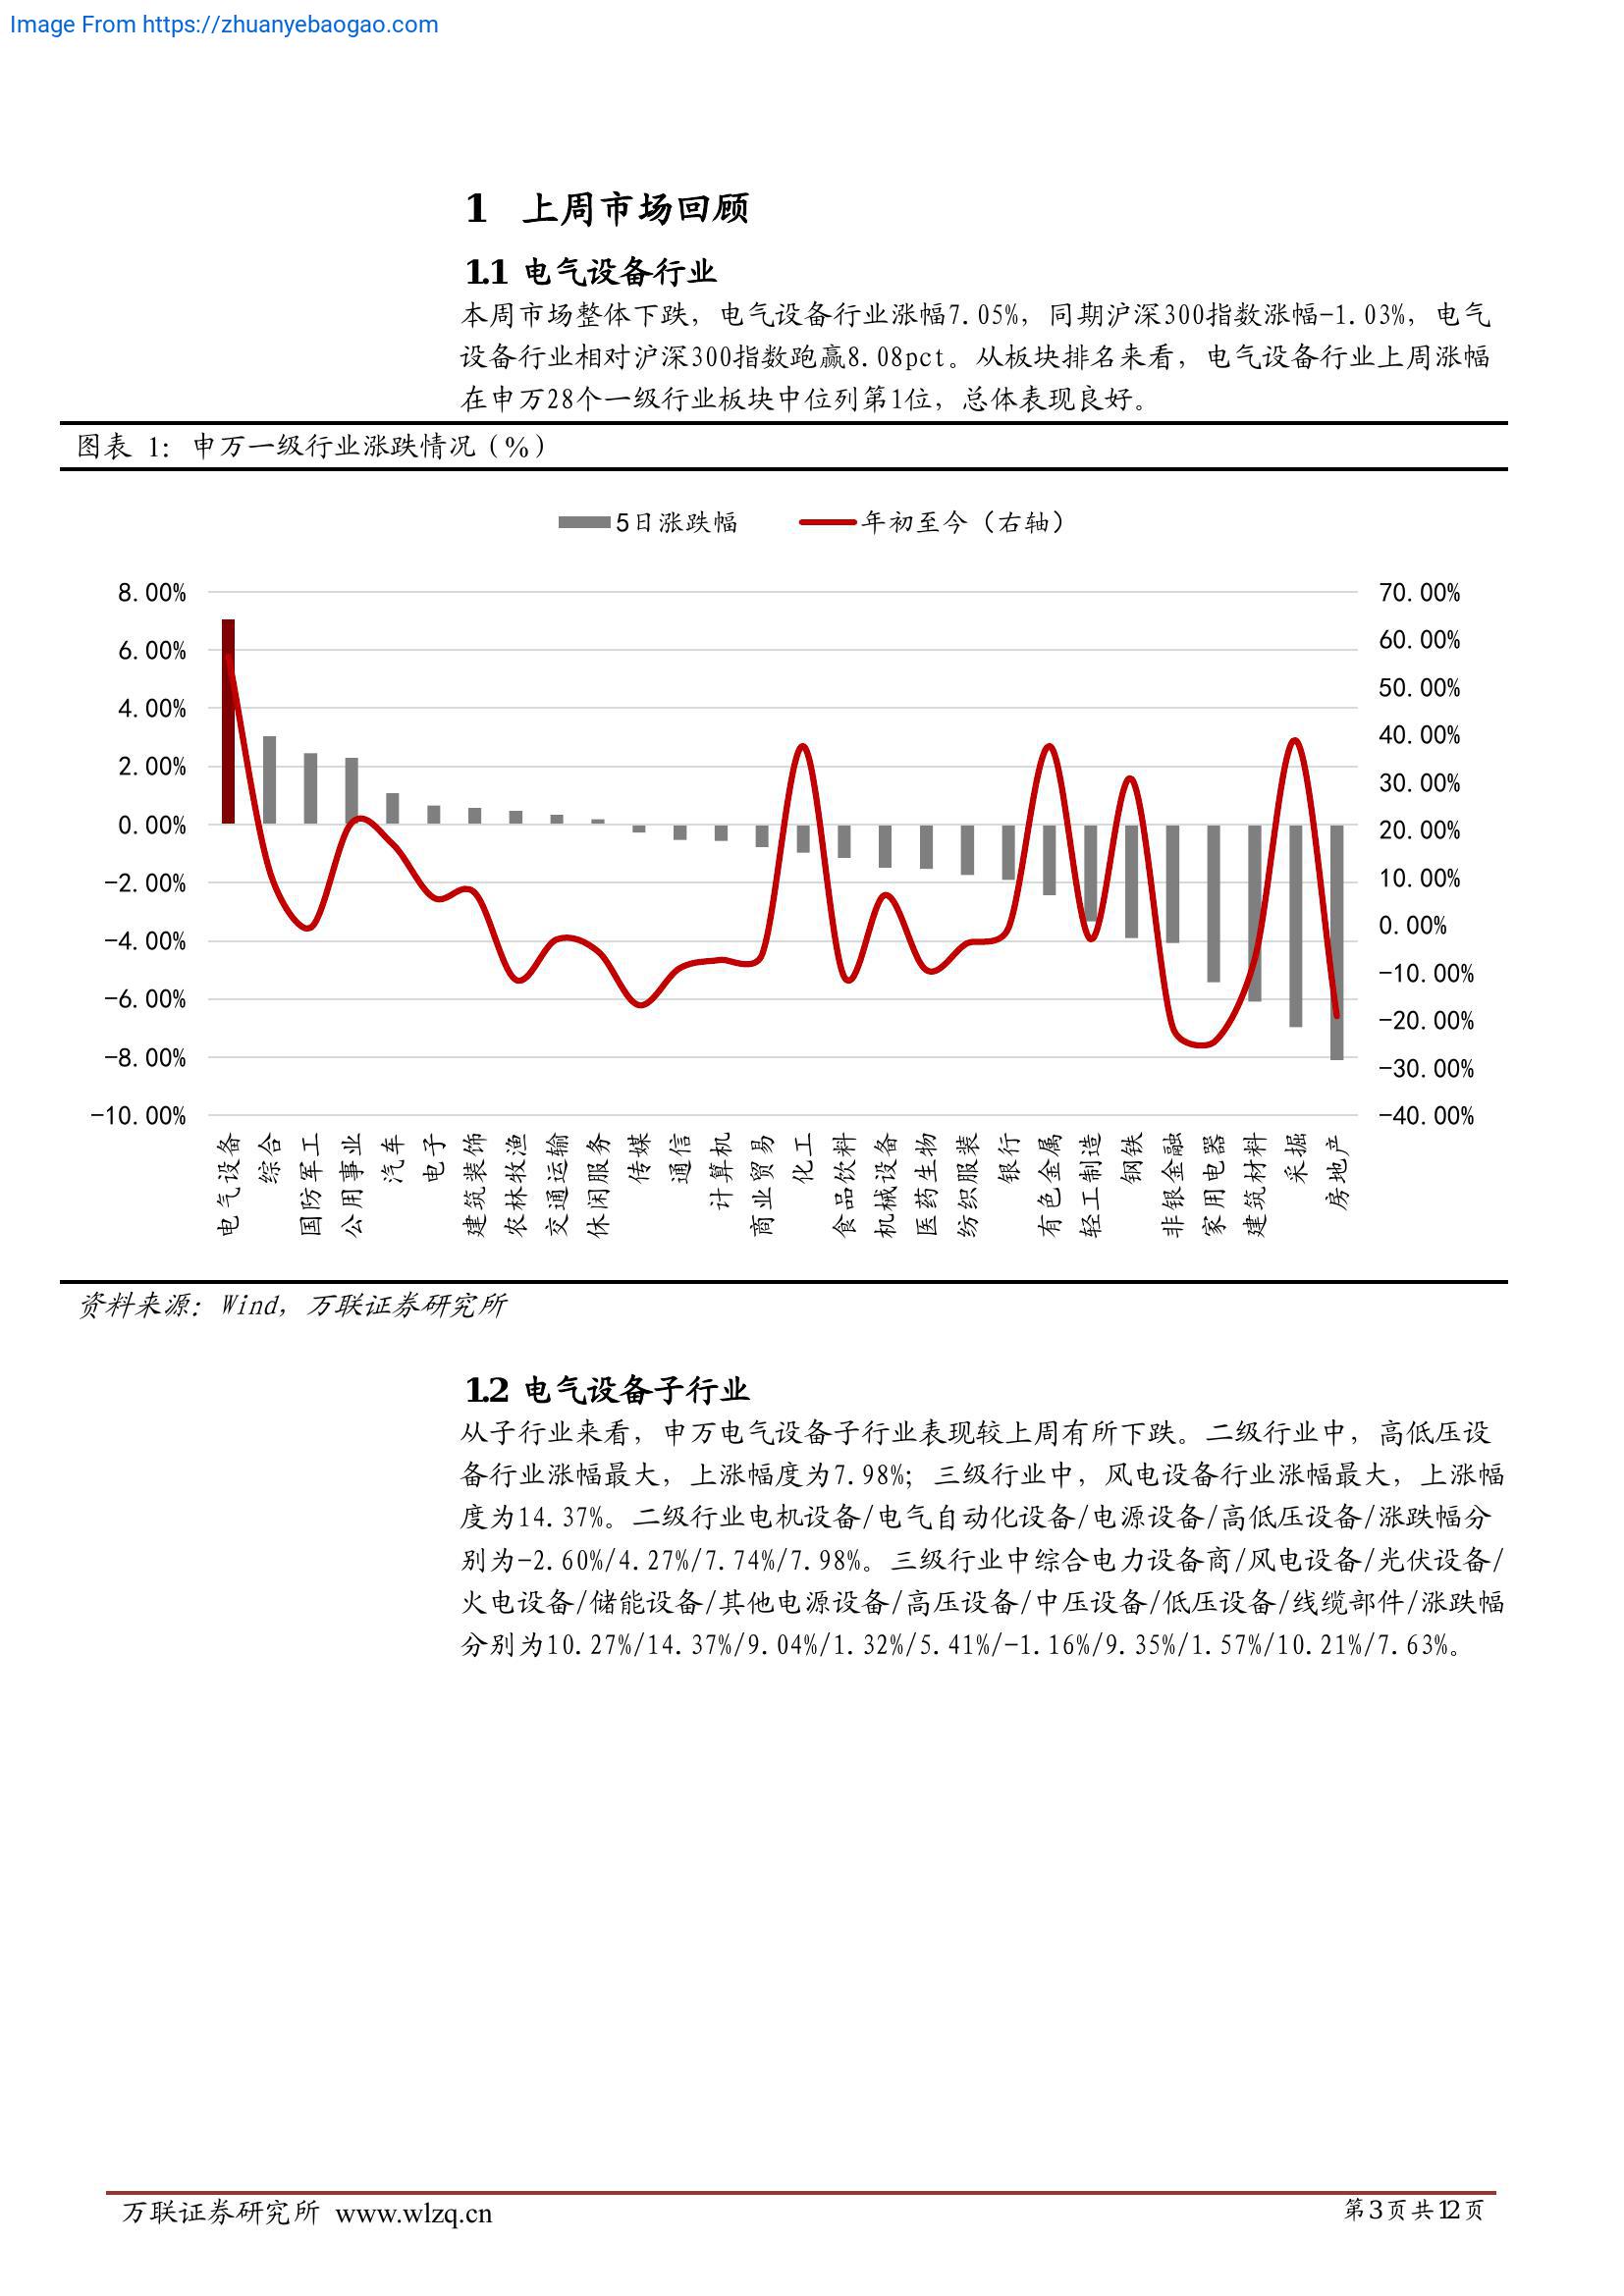 Image From https://zhuanyebaogao.com
1 上周市场回顾
1.1 电气设备行业
本周市场整体下跌，电气设备行业涨幅7.05%，同期沪深300指数涨幅-1.03%，电气
设备行业相对沪深300指数跑赢8.08pct。从板块排名来看，电气设备行业上周涨幅
在申万28个一级行业板块中位列第1位，总体表现良好。
图表 1：申万一级行业涨跌情况（%）
5日涨跌幅 年初至今（右轴）
8.00% 70.00%
6.00% 60.00%
4.00% 50.00%
2.00% 40.00%
0.00% 30.00%
-2.00% 20.00%
-4.00% 10.00%
-6.00% 0.00%
-8.00% -10.00%
-10.00% -20.00%
-30.00%
-40.00%
电气设备
综合
国防军工
公用事业
汽车
电子
建筑装饰
农林牧渔
交通运输
休闲服务
传媒
通信
计算机
商业贸易
化工
食品饮料
机械设备
医药生物
纺织服装
银行
有色金属
轻工制造
钢铁
非银金融
家用电器
建筑材料
采掘
房地产
资料来源：Wind，万联证券研究所
1.2 电气设备子行业
从子行业来看，申万电气设备子行业表现较上周有所下跌。二级行业中，高低压设
备行业涨幅最大，上涨幅度为7.98%；三级行业中，风电设备行业涨幅最大，上涨幅
度为14.37%。二级行业电机设备/电气自动化设备/电源设备/高低压设备/涨跌幅分
别为-2.60%/4.27%/7.74%/7.98%。三级行业中综合电力设备商/风电设备/光伏设备/
火电设备/储能设备/其他电源设备/高压设备/中压设备/低压设备/线缆部件/涨跌幅
分别为10.27%/14.37%/9.04%/1.32%/5.41%/-1.16%/9.35%/1.57%/10.21%/7.63%。
万联证券研究所 www.wlzq.cn 第3页共12页